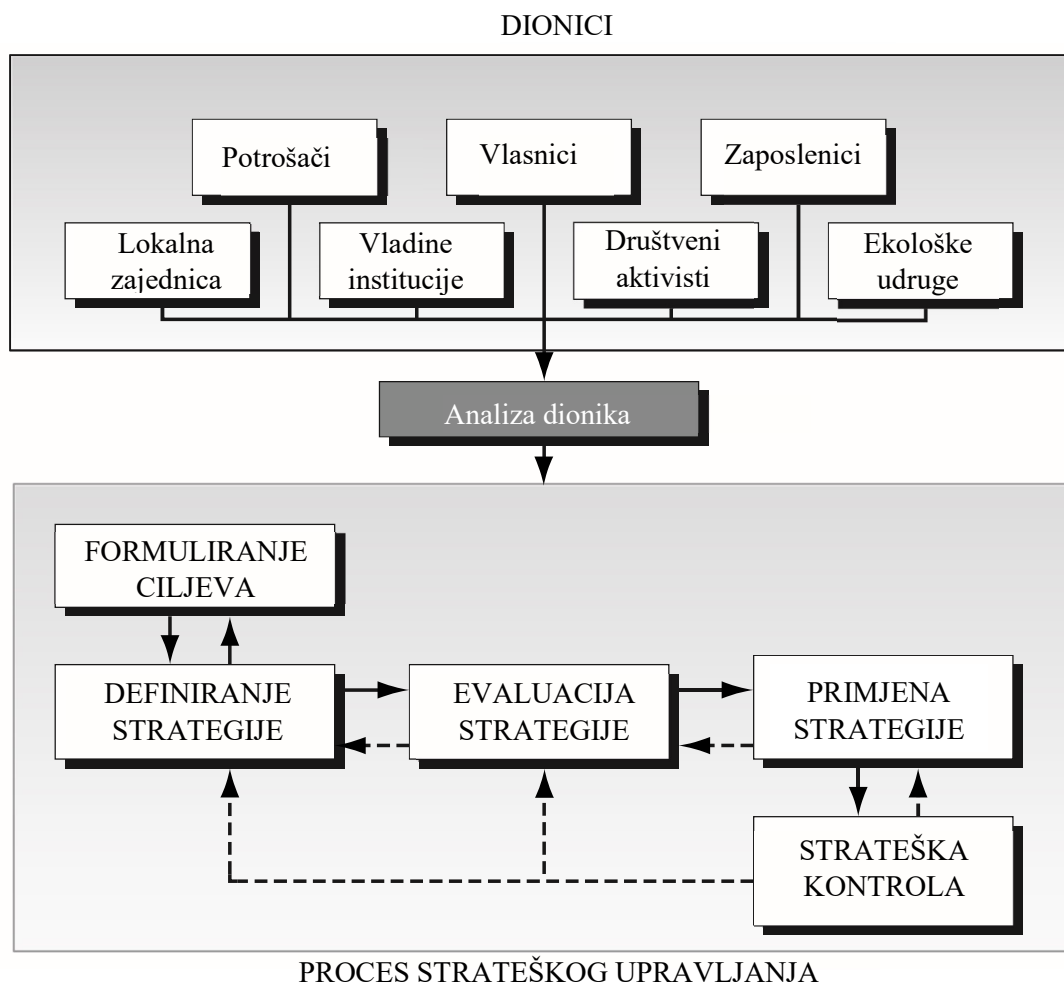 DIONICI
Potrošači
Vlasnici
Zaposlenici
Lokalna
zajednica
Vladine
institucije
Društveni
aktivisti
Ekološke
udruge
Analiza dionika
FORMULIRANJE
CILJEVA
DEFINIRANJE
STRATEGIJE
EVALUACIJA
STRATEGIJE
PRIMJENA
STRATEGIJE
STRATEŠKA
KONTROLA
PROCES STRATEŠKOG UPRAVLJANJA